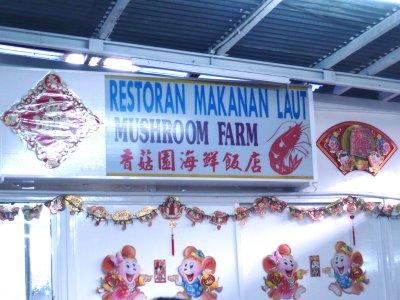 RESTORAN MAKANAN LAUT
MUSHROOM FARM
香菇園海鮮飯店